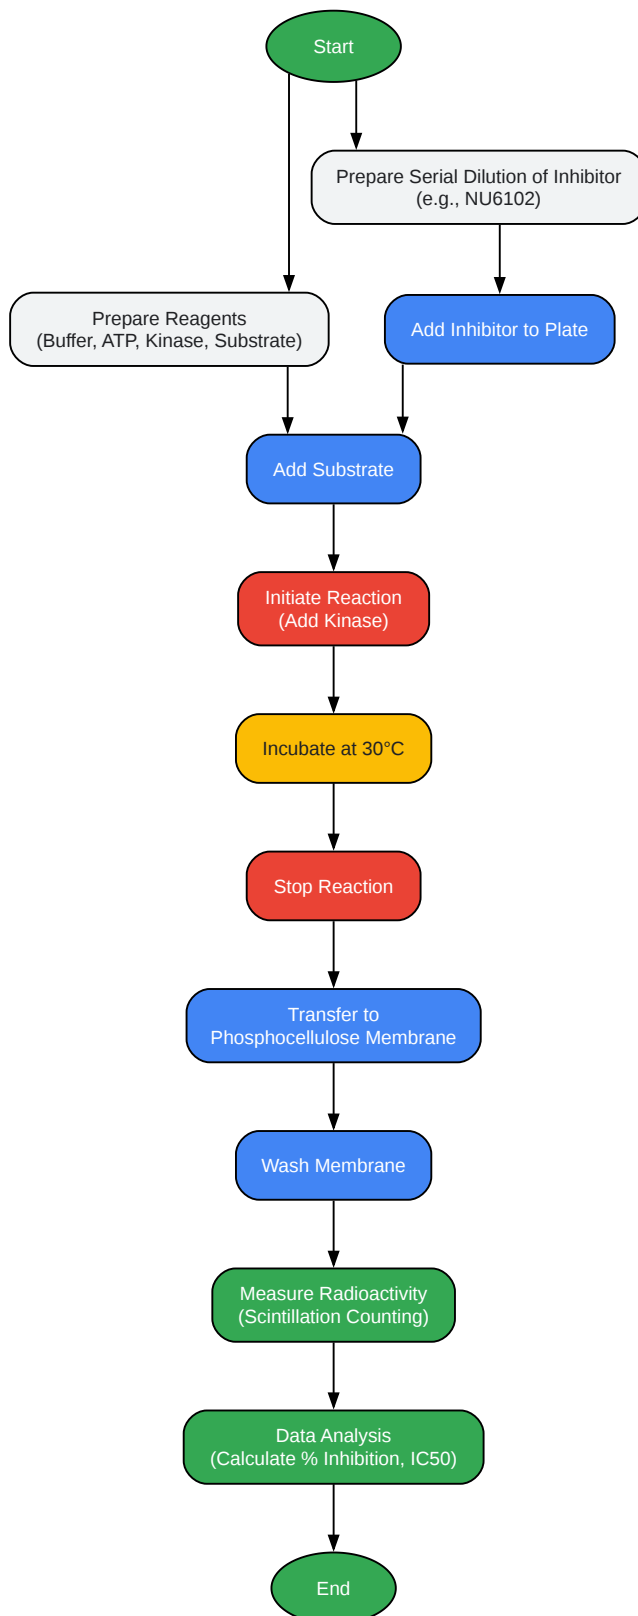 Start
Prepare Serial Dilution of Inhibitor
(e.g., NU6102)
Prepare Reagents
(Buffer, ATP, Kinase, Substrate)
Add Inhibitor to Plate
Add Substrate
Initiate Reaction
(Add Kinase)
Incubate at 30°C
Stop Reaction
Transfer to
Phosphocellulose Membrane
Wash Membrane
Measure Radioactivity
(Scintillation Counting)
Data Analysis
(Calculate % Inhibition, IC50)
End